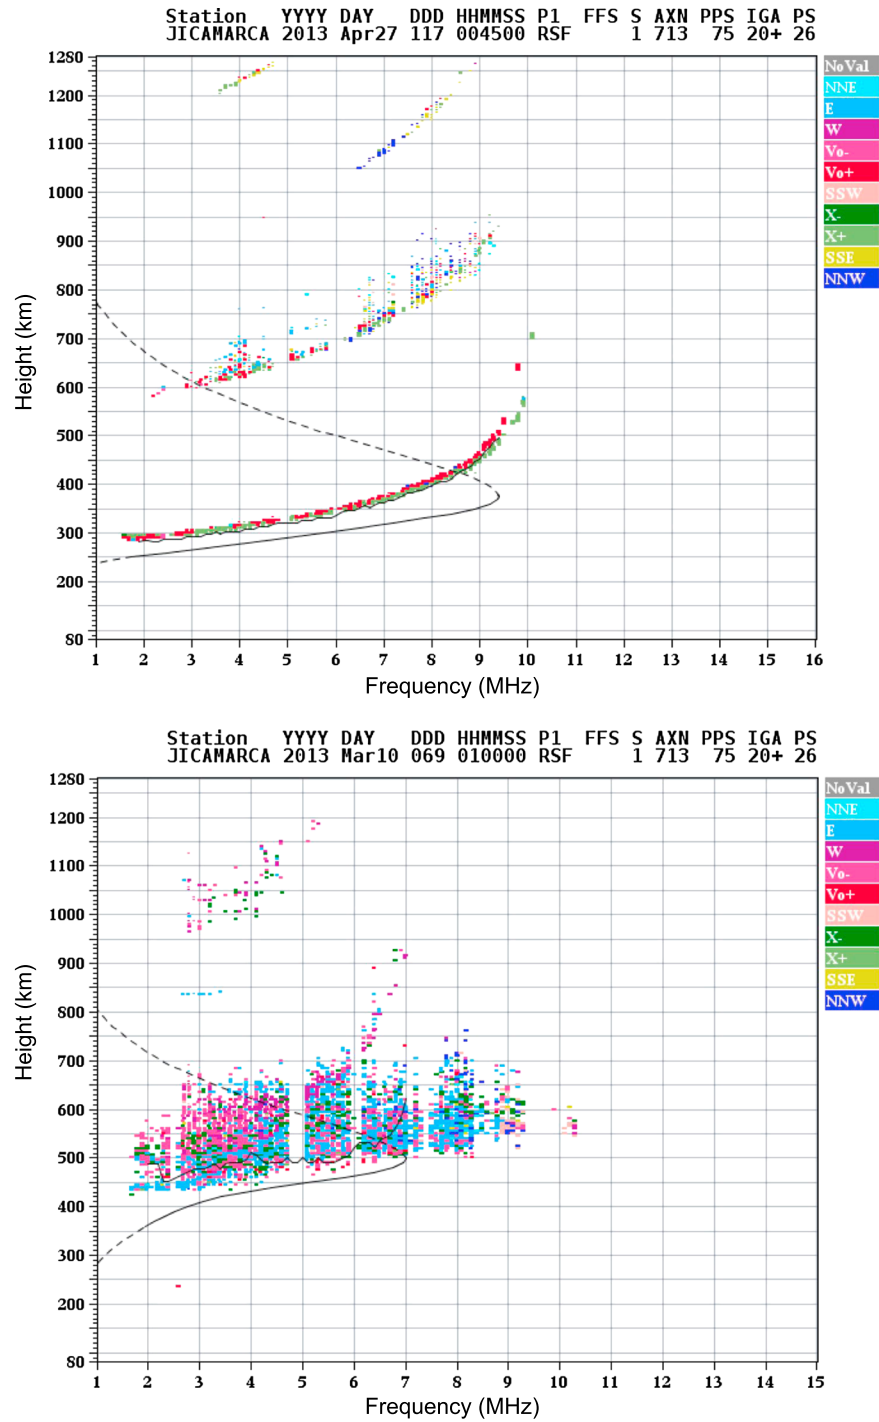 Station YYYY DAY DDD HHMMSS P1 FFS S AXN PPS IGA PS
JICAMARCA 2013 Apr27 117 004500 RSF 1 713 75 20+ 26
1280
1200
1100
1000
900
800
700
600
500
400
300
200
80
Height (km)
1 2 3 4 5 6 7 8 9 10 11 12 13 14 15 16
Frequency (MHz)
NoVal
NNE
E
W
Vo-
Vo+
SSW
X-
X+
SSE
NNW
Station YYYY DAY DDD HHMMSS P1 FFS S AXN PPS IGA PS
JICAMARCA 2013 Mar10 069 010000 RSF 1 713 75 20+ 26
1280
1200
1100
1000
900
800
700
600
500
400
300
200
80
Height (km)
1 2 3 4 5 6 7 8 9 10 11 12 13 14 15
Frequency (MHz)
NoVal
NNE
E
W
Vo-
Vo+
SSW
X-
X+
SSE
NNW